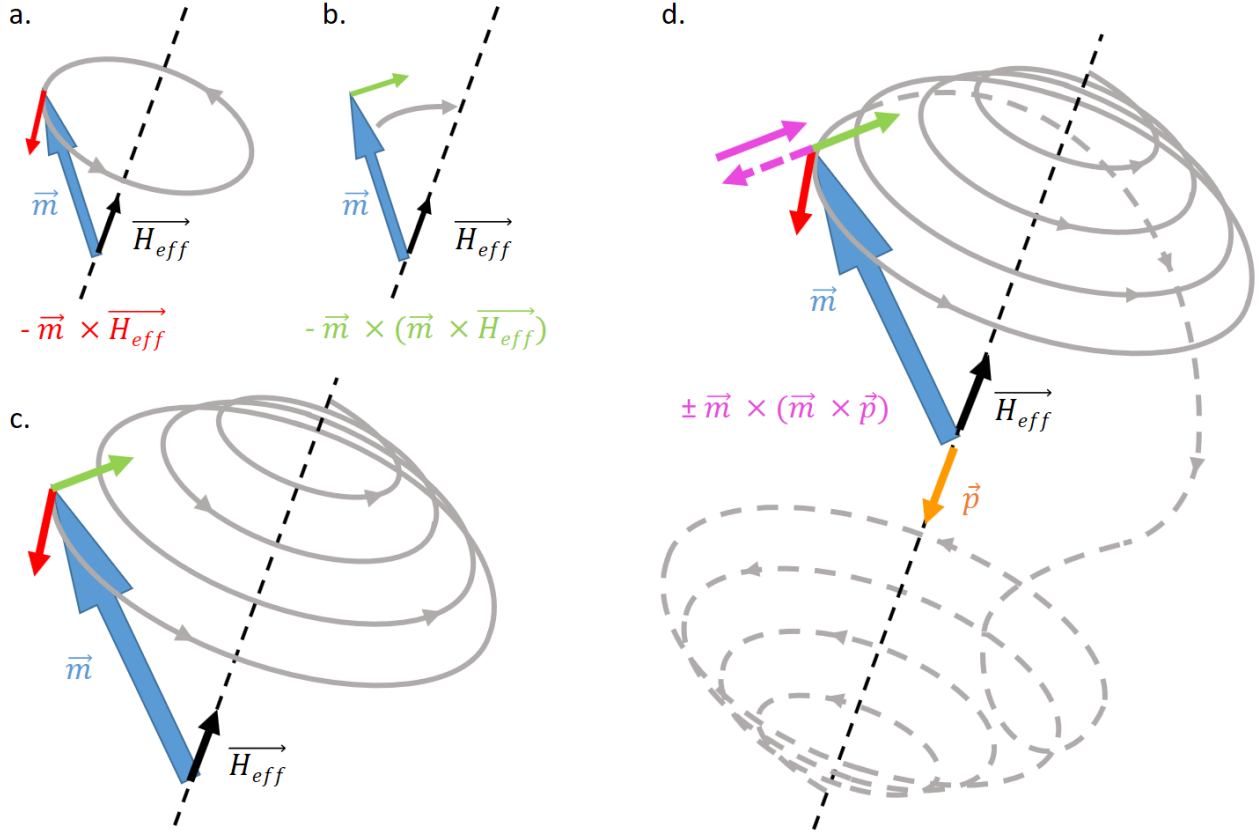 a.
b.
d.
m⃗
H_eff
m⃗
H_eff
- m⃗ × H_eff
- m⃗ × (m⃗ × H_eff)
c.
m⃗
H_eff
m⃗
± m⃗ × (m⃗ × p⃗)
H_eff
p⃗